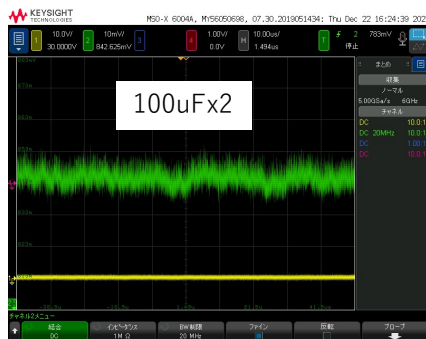 KEYSIGHT
TECHNOLOGIES
MSO-X 6004A, MY56050698, 07.30.2019051434: Thu Dec 22 16:24:39 202
1 10.0V/ 30.0000V
2 10mV/ 842.625mV
3
4 1.00V/ 0.0V
H 10.00us/ 1.494us
T 2 783mV
停止
100uFx2
まとめ
収集
ノーマル
5.00GSa/s 6GHz
チャネル
DC 10.0:1
DC 20MHz 10.0:1
DC 1.00:1
DC 10.0:1
チャネル2メニュー
結合
DC
インピーダンス
1M Ω
BW制限
20 MHz
ファイン
反転
プローブ